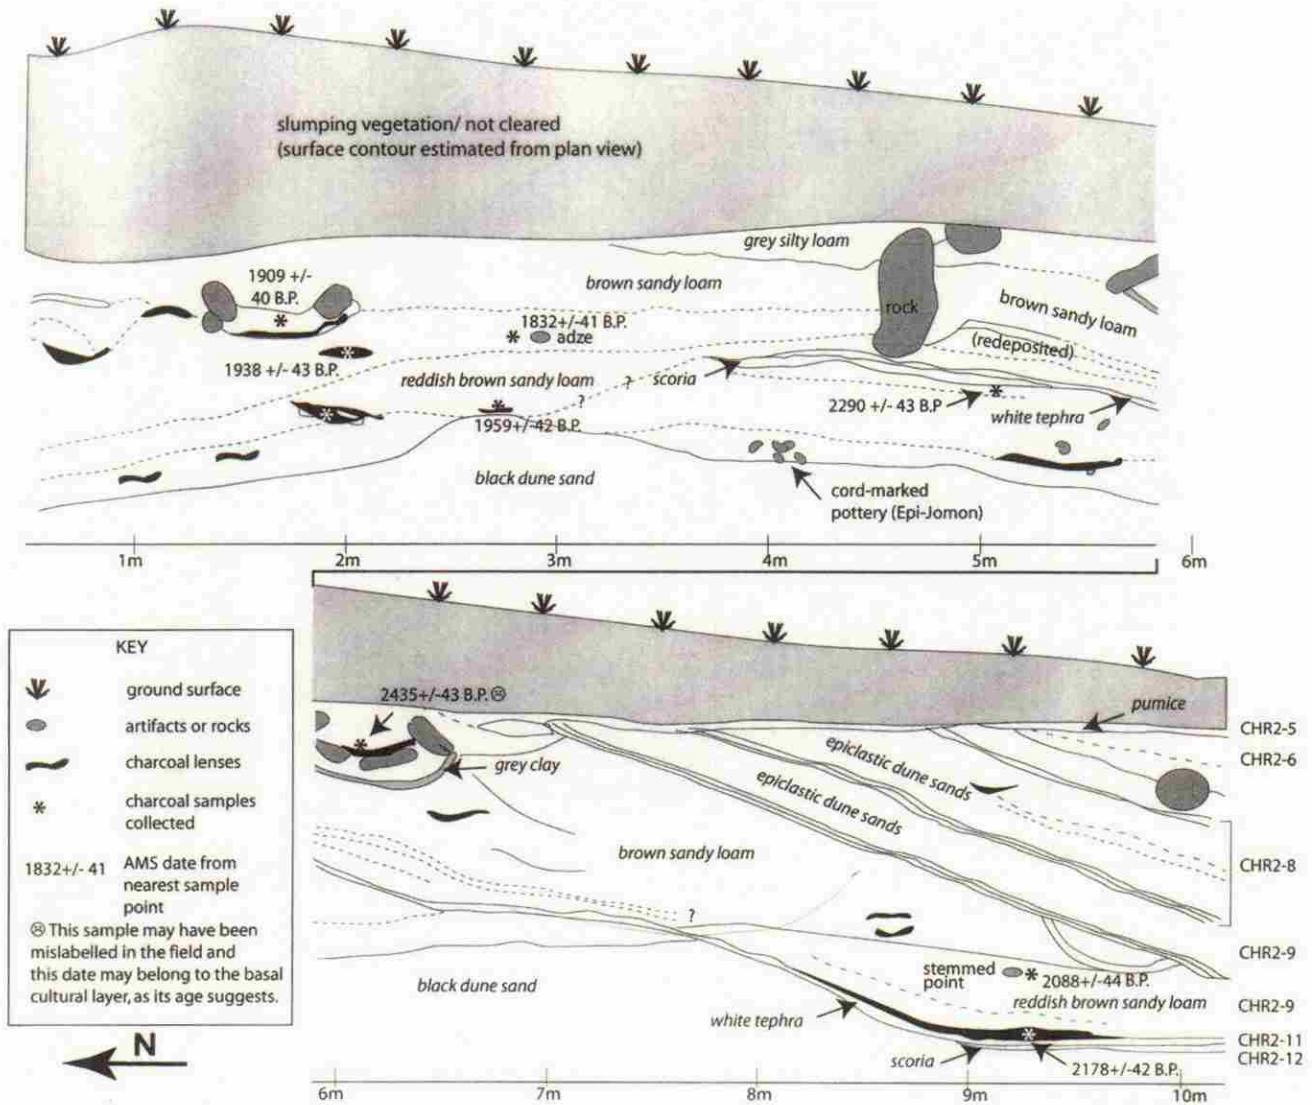 slumping vegetation/ not cleared
(surface contour estimated from plan view)
grey silty loam
1909 +/-
40 B.P.
brown sandy loam
rock
brown sandy loam
(redeposited)
1832+/-41 B.P.
* adze
1938 +/- 43 B.P.
reddish brown sandy loam
?
scoria
?
2290 +/- 43 B.P
white tephra
1959+/-42 B.P.
black dune sand
cord-marked
pottery (Epi-Jomon)
1m 2m 3m 4m 5m 6m
KEY
ground surface
artifacts or rocks
charcoal lenses
* charcoal samples
collected
1832+/- 41 AMS date from
nearest sample
point
☹ This sample may have been
mislabelled in the field and
this date may belong to the basal
cultural layer, as its age suggests.
N
2435+/-43 B.P. ☹
pumice
CHR2-5
CHR2-6
grey clay
epiclastic dune sands
epiclastic dune sands
brown sandy loam
CHR2-8
?
CHR2-9
stemmed
point
* 2088+/-44 B.P.
reddish brown sandy loam
black dune sand
CHR2-9
white tephra
CHR2-11
scoria
CHR2-12
2178+/-42 B.P.
6m 7m 8m 9m 10m